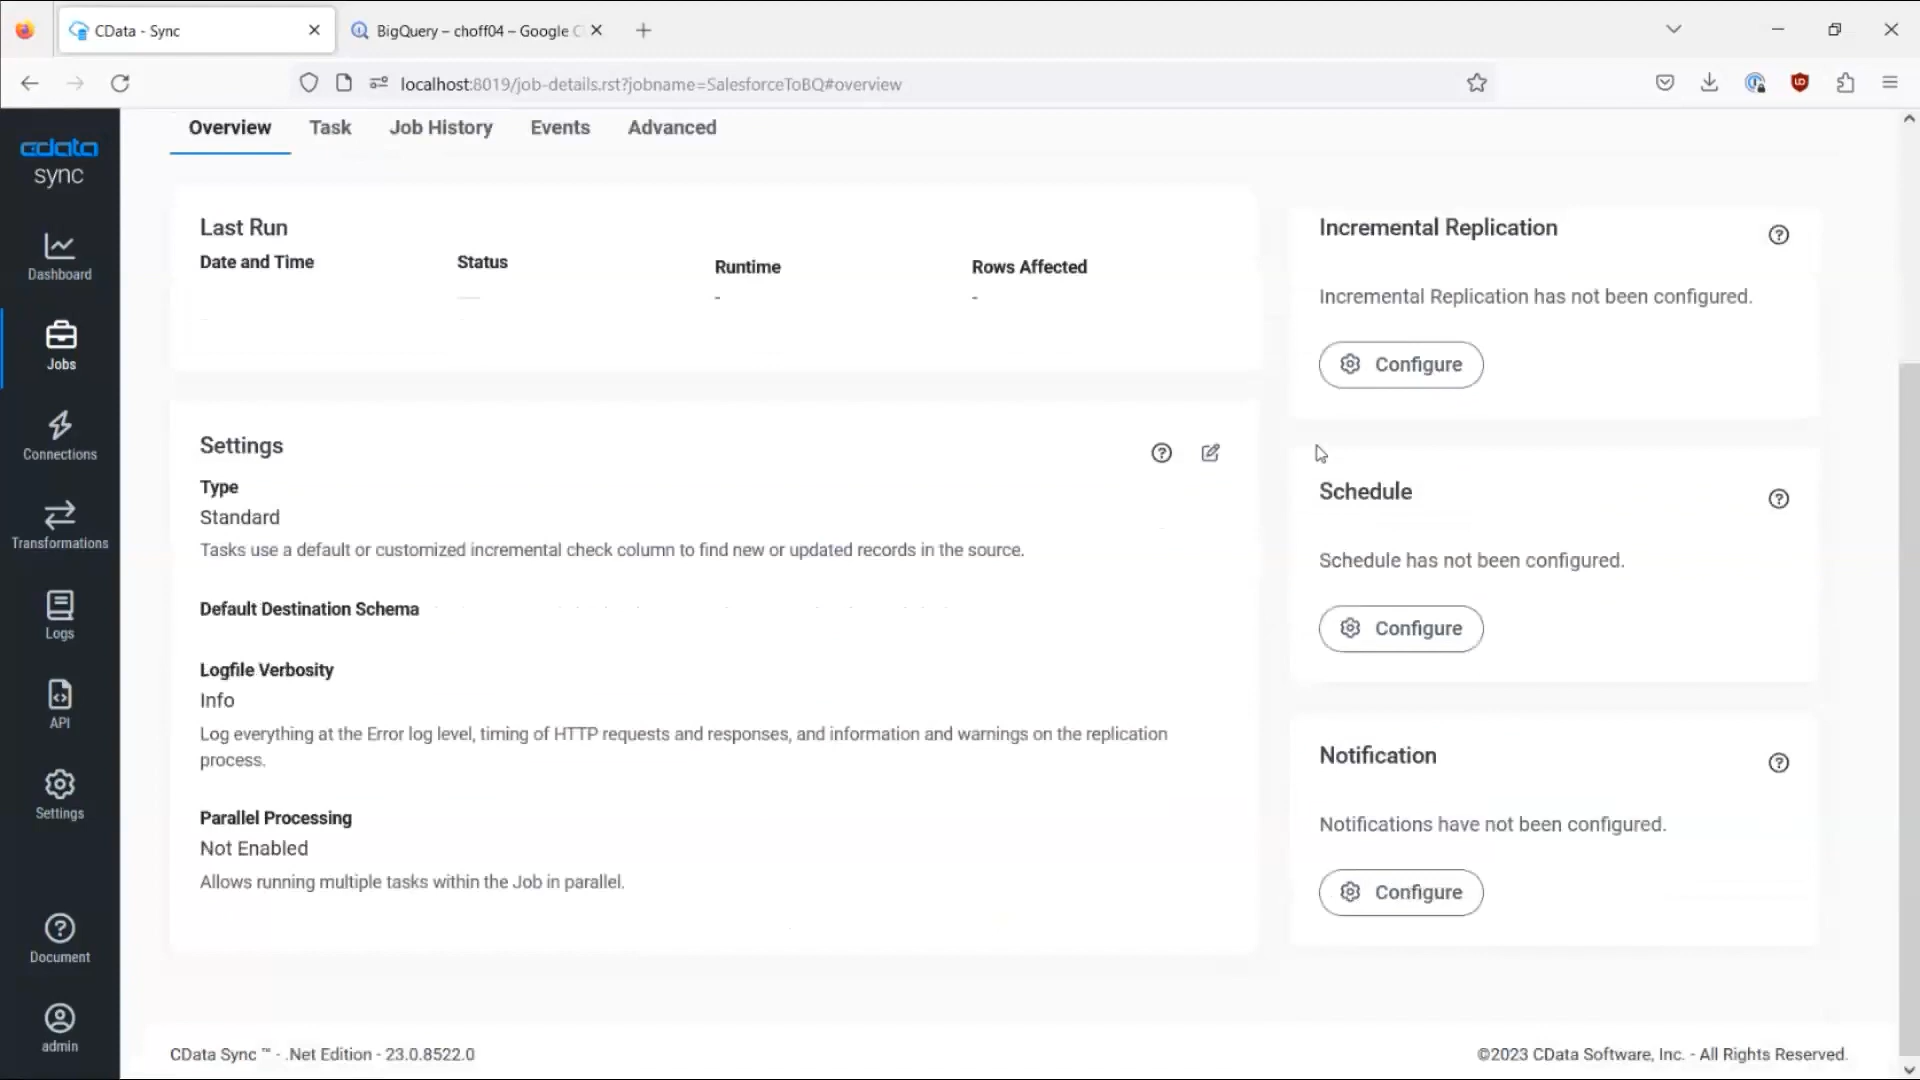 CData - Sync
BigQuery – choff04 – Google C
localhost:8019/job-details.rst?jobname=SalesforceToBQ#overview
cdata
sync
Dashboard
Jobs
Connections
Transformations
Logs
API
Settings
Document
admin
Overview
Task
Job History
Events
Advanced
Last Run
Date and Time
Status
Runtime
Rows Affected
-
-
Settings
Type
Standard
Tasks use a default or customized incremental check column to find new or updated records in the source.
Default Destination Schema
Logfile Verbosity
Info
Log everything at the Error log level, timing of HTTP requests and responses, and information and warnings on the replication
process.
Parallel Processing
Not Enabled
Allows running multiple tasks within the Job in parallel.
Incremental Replication
Incremental Replication has not been configured.
Configure
Schedule
Schedule has not been configured.
Configure
Notification
Notifications have not been configured.
Configure
CData Sync ™ - .Net Edition - 23.0.8522.0
©2023 CData Software, Inc. - All Rights Reserved.